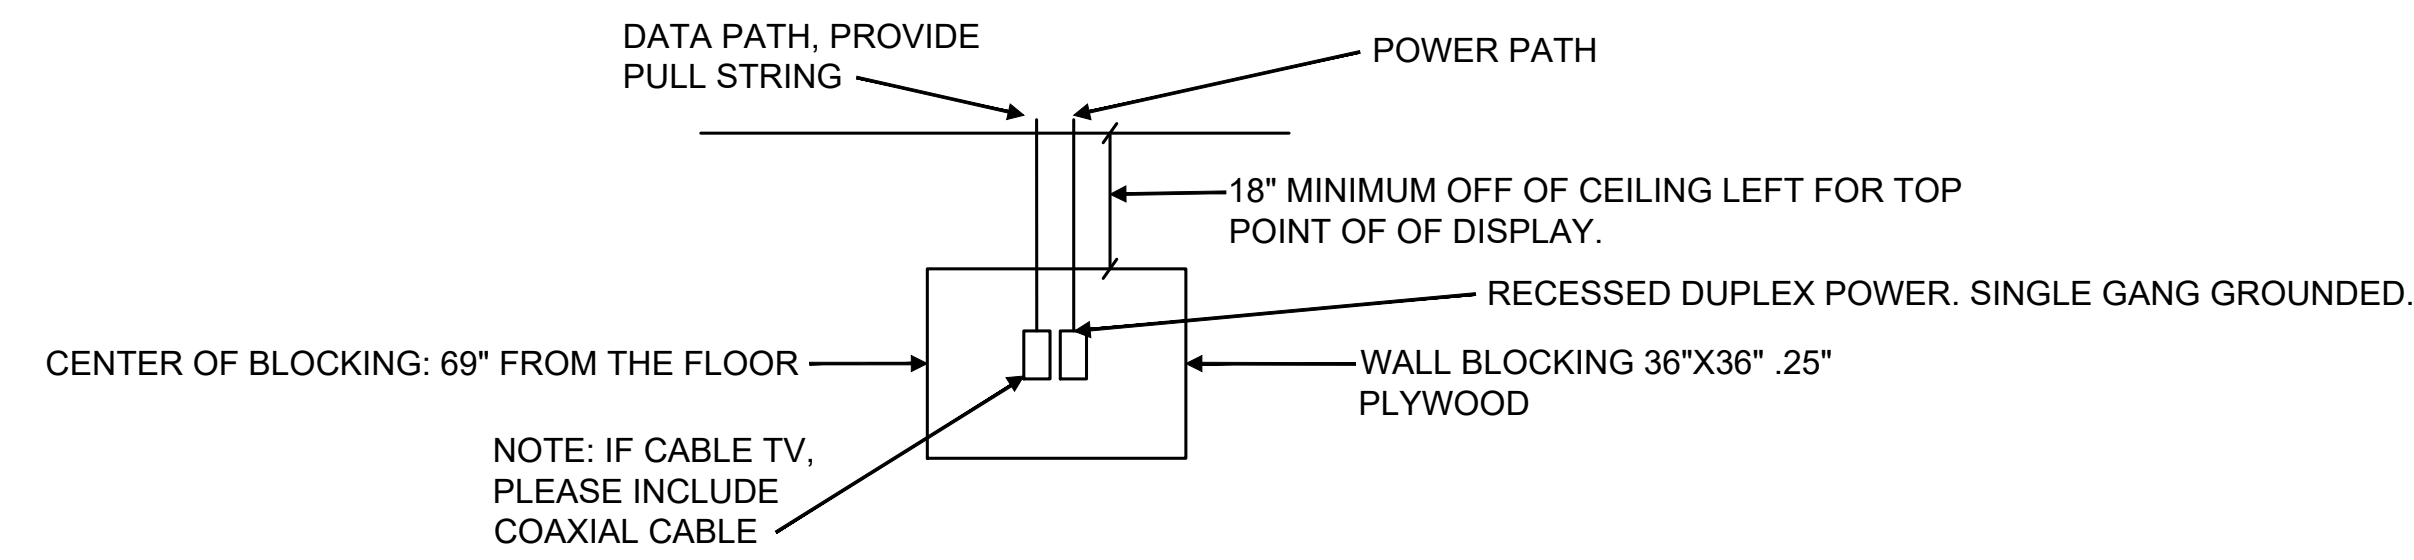 DATA PATH, PROVIDE
PULL STRING
POWER PATH
18" MINIMUM OFF OF CEILING LEFT FOR TOP
POINT OF OF DISPLAY.
RECESSED DUPLEX POWER. SINGLE GANG GROUNDED.
CENTER OF BLOCKING: 69" FROM THE FLOOR
WALL BLOCKING 36"X36" .25"
PLYWOOD
NOTE: IF CABLE TV,
PLEASE INCLUDE
COAXIAL CABLE